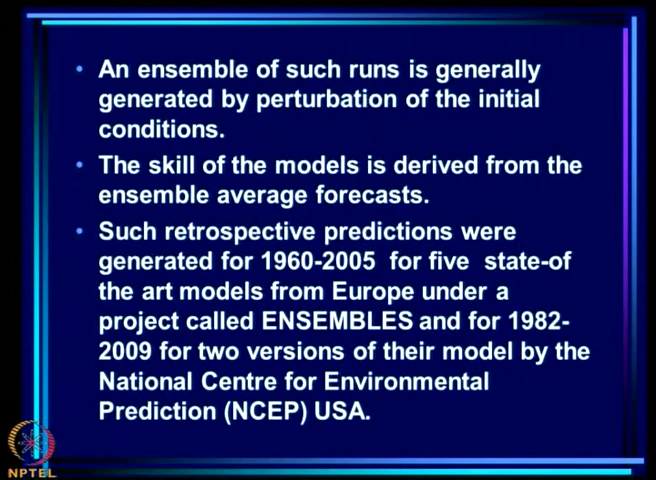 • An ensemble of such runs is generally
generated by perturbation of the initial
conditions.
• The skill of the models is derived from the
ensemble average forecasts.
• Such retrospective predictions were
generated for 1960-2005 for five state-of
the art models from Europe under a
project called ENSEMBLES and for 1982-
2009 for two versions of their model by the
National Centre for Environmental
Prediction (NCEP) USA.
NPTEL